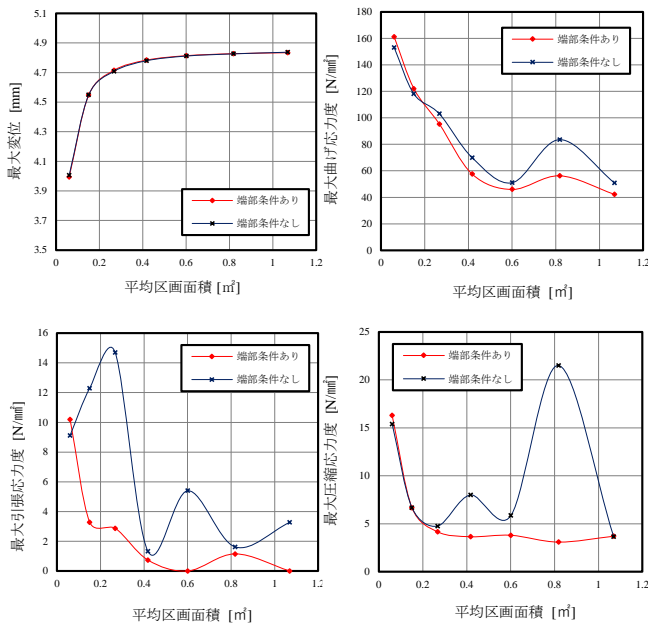 5.1
4.9
4.7
4.5
4.3
4.1
3.9
3.7
3.5
最大変位 [mm]
端部条件あり
端部条件なし
0 0.2 0.4 0.6 0.8 1 1.2
平均区画面積 [㎡]
180
160
140
120
100
80
60
40
20
0
最大曲げ応力度 [N/㎟]
端部条件あり
端部条件なし
0 0.2 0.4 0.6 0.8 1 1.2
平均区画面積 [㎡]
16
14
12
10
8
6
4
2
0
最大引張応力度 [N/㎟]
端部条件あり
端部条件なし
0 0.2 0.4 0.6 0.8 1 1.2
平均区画面積 [㎡]
25
20
15
10
5
0
最大圧縮応力度 [N/㎟]
端部条件あり
端部条件なし
0 0.2 0.4 0.6 0.8 1 1.2
平均区画面積 [㎡]